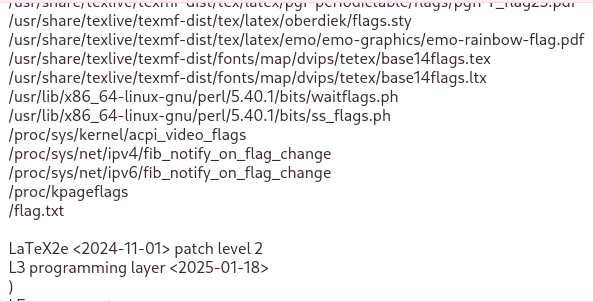 /usr/share/texlive/texmf-dist/tex/latex/oberdiek/flags.sty
/usr/share/texlive/texmf-dist/tex/latex/emo/emo-graphics/emo-rainbow-flag.pdf
/usr/share/texlive/texmf-dist/fonts/map/dvips/tetex/base14flags.tex
/usr/share/texlive/texmf-dist/fonts/map/dvips/tetex/base14flags.ltx
/usr/lib/x86_64-linux-gnu/perl/5.40.1/bits/waitflags.ph
/usr/lib/x86_64-linux-gnu/perl/5.40.1/bits/ss_flags.ph
/proc/sys/kernel/acpi_video_flags
/proc/sys/net/ipv4/fib_notify_on_flag_change
/proc/sys/net/ipv6/fib_notify_on_flag_change
/proc/kpageflags
/flag.txt
LaTeX2e <2024-11-01> patch level 2
L3 programming layer <2025-01-18>
)